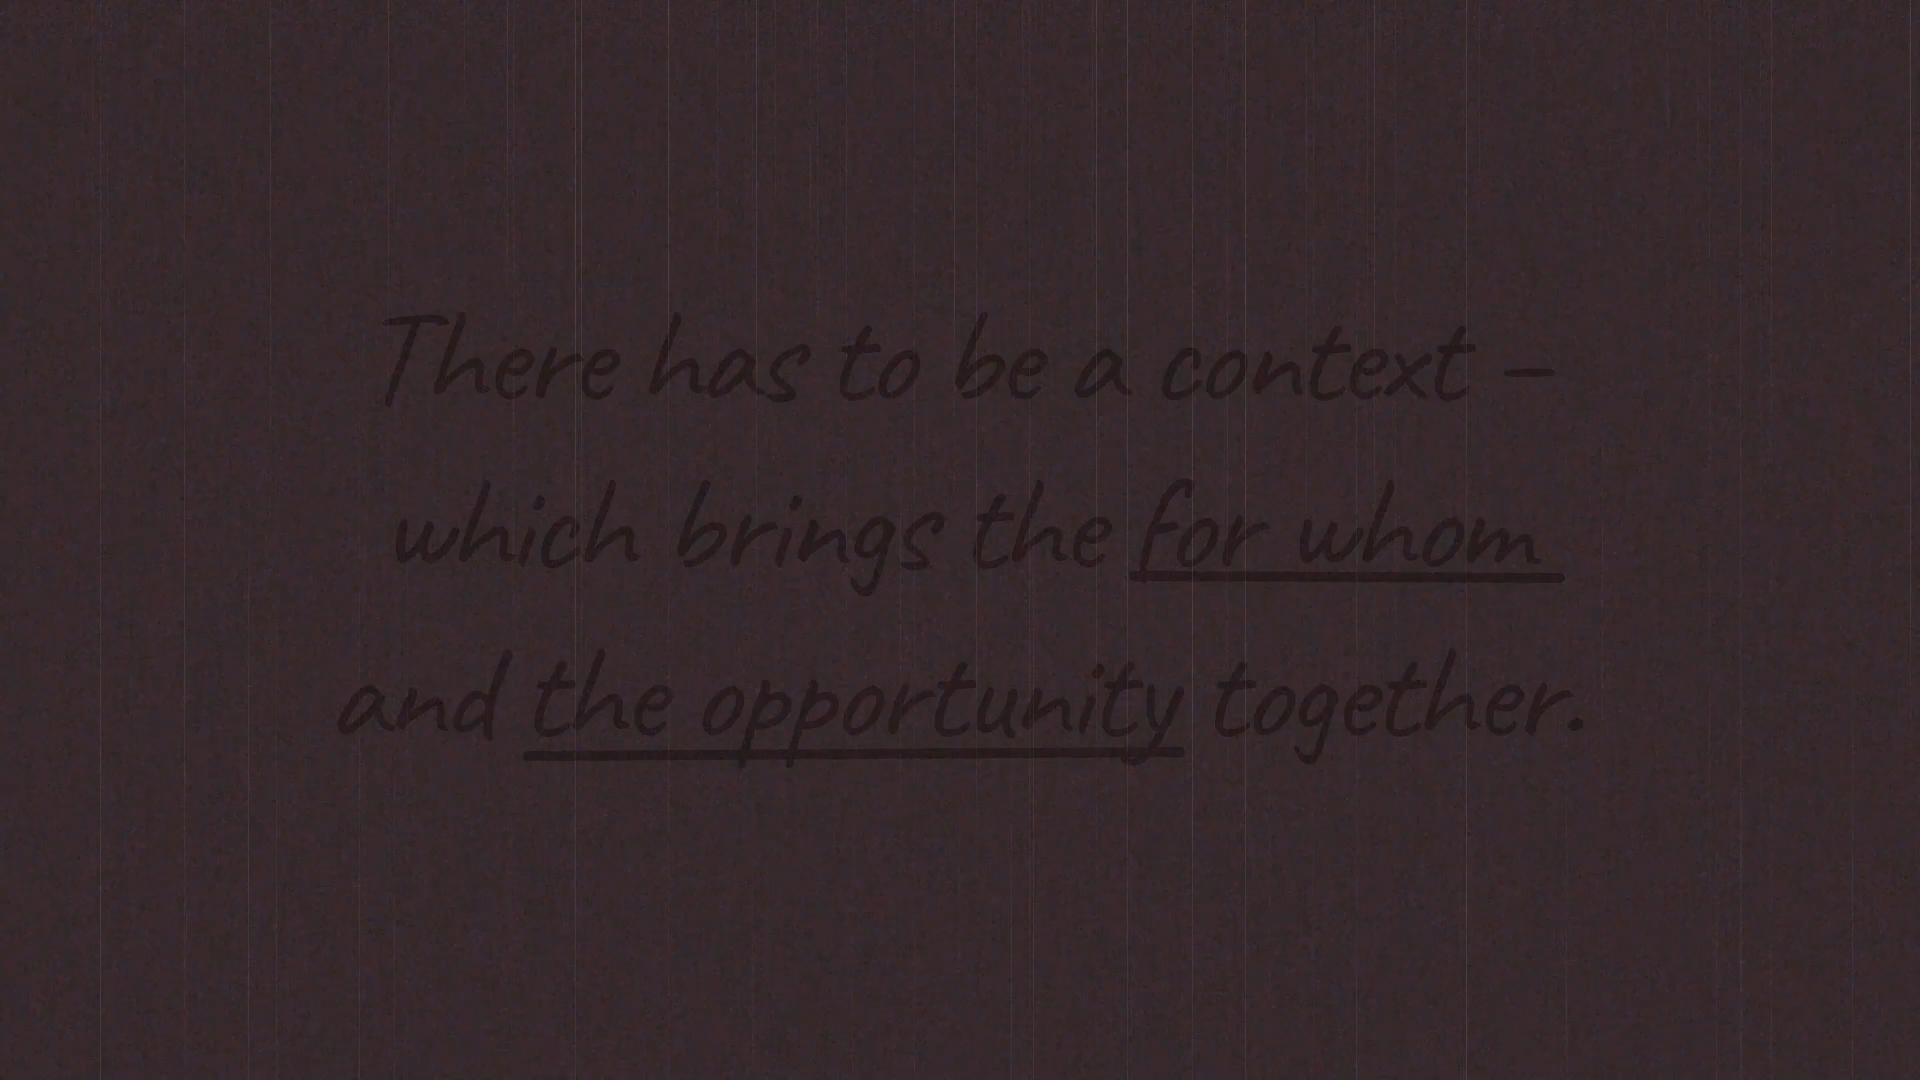 There has to be a context –
which brings the for whom
and the opportunity together.